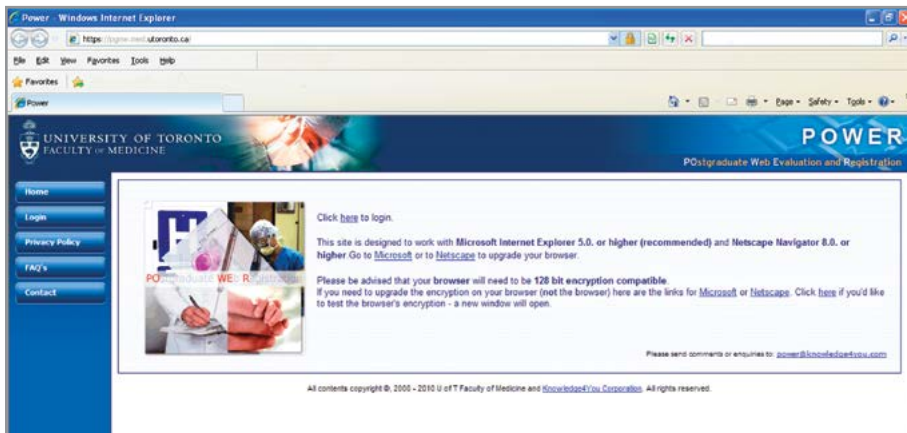 Power - Windows Internet Explorer
https://pgme.med.utoronto.ca/
File Edit View Favorites Tools Help
Favorites
Power
Page Safety Tools
UNIVERSITY OF TORONTO
FACULTY OF MEDICINE
POWER
POstgraduate Web Evaluation and Registration
Home
Login
Privacy Policy
FAQ's
Contact
H
POstgraduate WEb Registration
Click here to login.
This site is designed to work with Microsoft Internet Explorer 5.0. or higher (recommended) and Netscape Navigator 8.0. or
higher.Go to Microsoft or to Netscape to upgrade your browser.
Please be advised that your browser will need to be 128 bit encryption compatible.
If you need to upgrade the encryption on your browser (not the browser) here are the links for Microsoft or Netscape. Click here if you'd like
to test the browser's encryption - a new window will open.
Please send comments or enquiries to: power@knowledge4you.com
All contents copyright ©, 2000 - 2010 U of T Faculty of Medicine and Knowledge4You Corporation. All rights reserved.